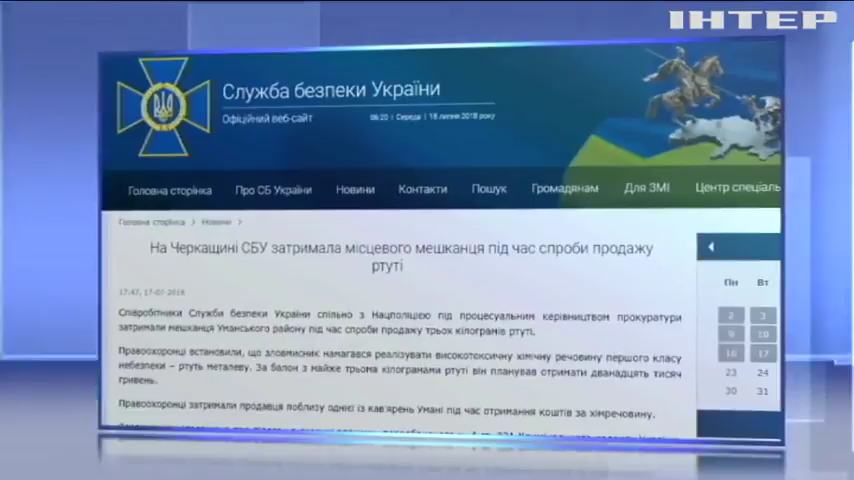 ІНТЕР
Служба безпеки України
Офіційний веб-сайт
06:20 | Середа | 18 липня 2018 року
Головна сторінка
Про СБ України
Новини
Контакти
Пошук
Громадянам
Для ЗМІ
Центр спеціаль
Головна сторінка > Новини >
На Черкащині СБУ затримала місцевого мешканця під час спроби продажу
ртуті
17:47, 17-07-2018
Співробітники Служби безпеки України спільно з Нацполіцією під процесуальним керівництвом прокуратури
затримали мешканця Уманського району під час спроби продажу трьох кілограмів ртуті.
Правоохоронці встановили, що зловмисник намагався реалізувати високотоксичну хімічну речовину першого класу
небезпеки – ртуть металеву. За балон з майже трьома кілограмами ртуті він планував отримати дванадцять тисяч
гривень.
Правоохоронці затримали продавця поблизу однієї із кав'ярень Умані під час отримання коштів за хімречовину.
Пн Вт
2 3
9 10
16 17
23 24
30 31